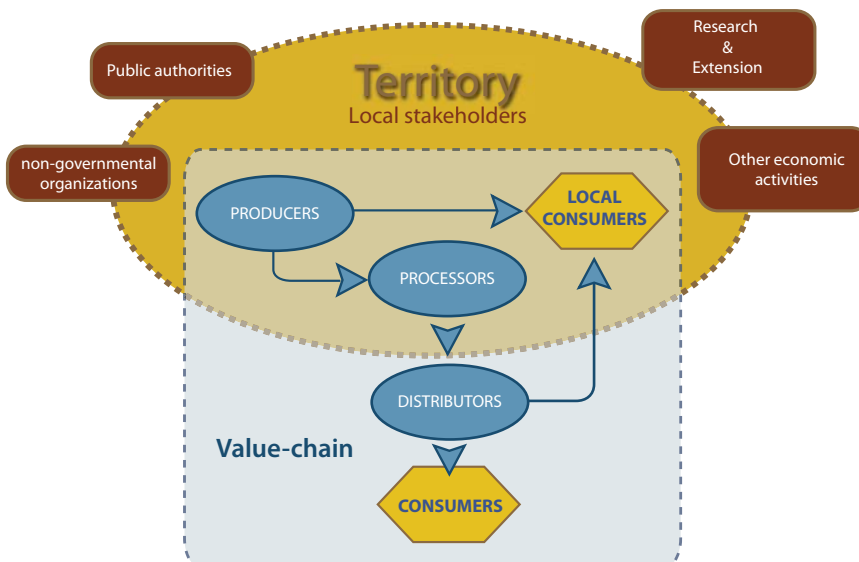 Research
&
Extension
Public authorities
Territory
Local stakeholders
non-governmental
organizations
Other economic
activities
PRODUCERS
LOCAL
CONSUMERS
PROCESSORS
DISTRIBUTORS
Value-chain
CONSUMERS